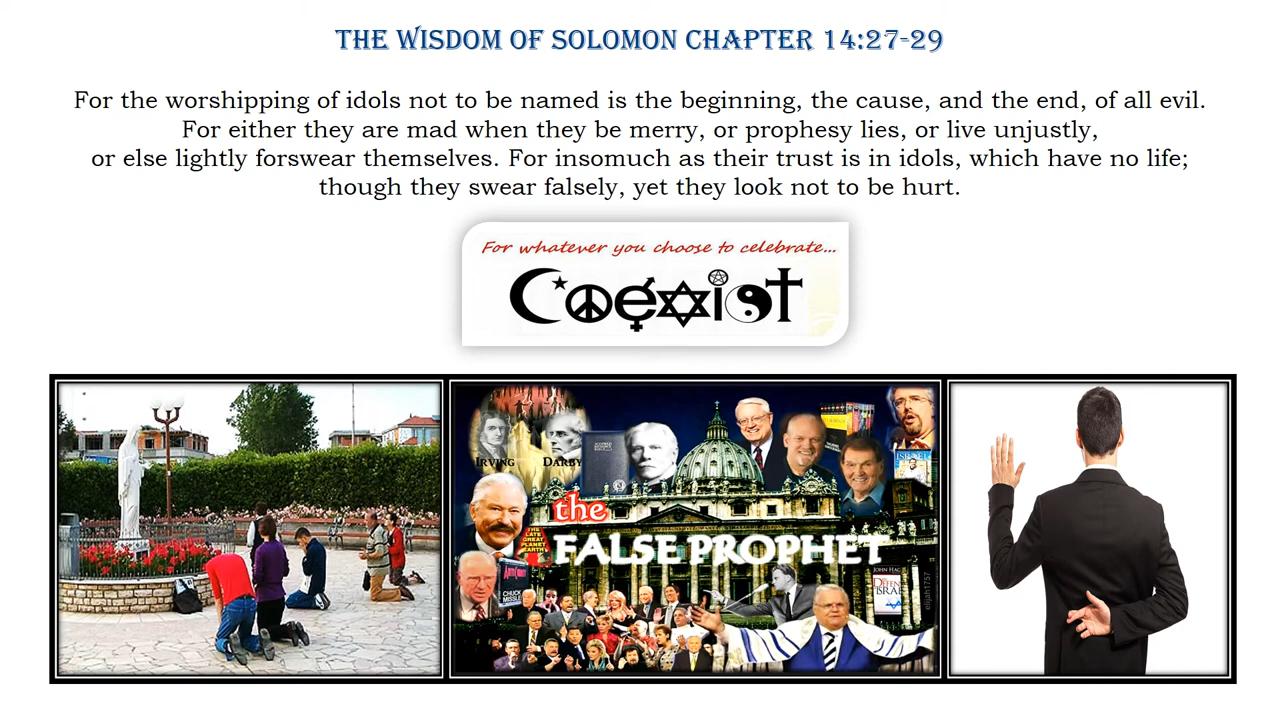 THE WISDOM OF SOLOMON CHAPTER 14:27-29
For the worshipping of idols not to be named is the beginning, the cause, and the end, of all evil.
For either they are mad when they be merry, or prophesy lies, or live unjustly,
or else lightly forswear themselves. For insomuch as their trust is in idols, which have no life;
though they swear falsely, yet they look not to be hurt.
For whatever you choose to celebrate...
Coexist
IRVING
DARBY
ISRAEL
the
THE LATE
GREAT
PLANET
EARTH
FALSE PROPHET
CHUCK
MISSLER
JOHN HAG
ISRAEL
elijah1757